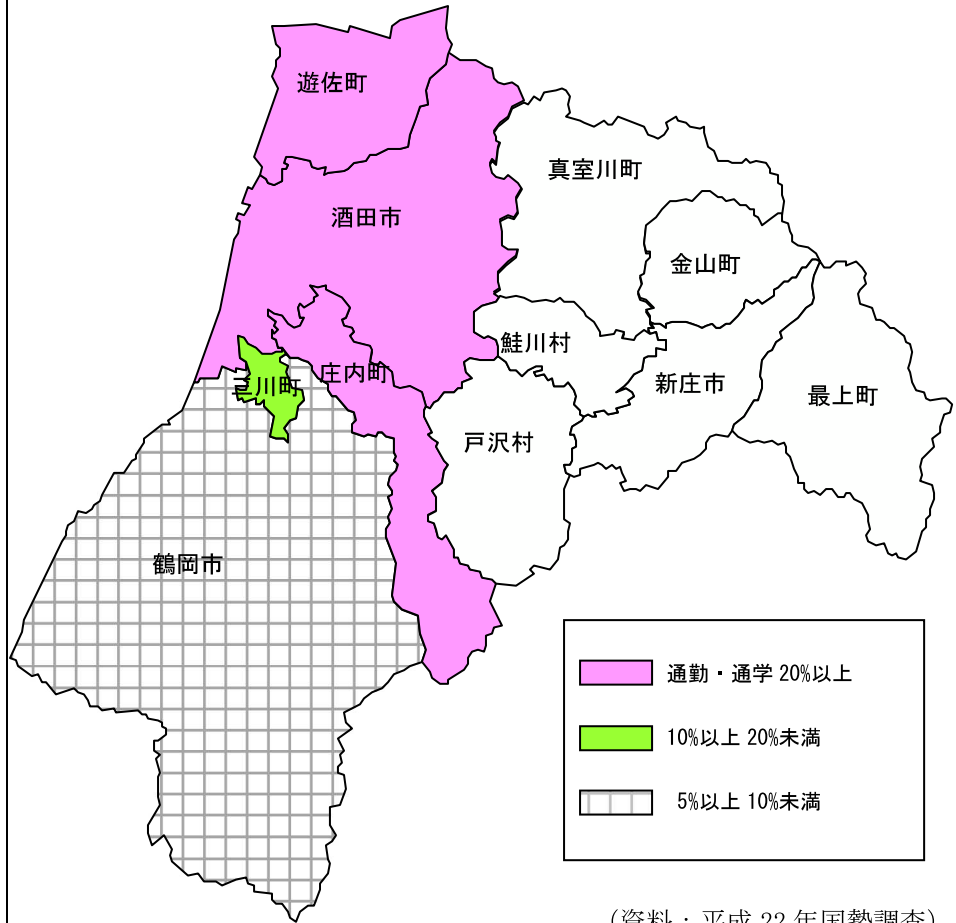 遊佐町
真室川町
酒田市
金山町
鮭川村
庄内町
三川町
新庄市
最上町
戸沢村
鶴岡市
通勤・通学 20%以上
10%以上 20%未満
5%以上 10%未満
(資料：平成 22 年国勢調査)